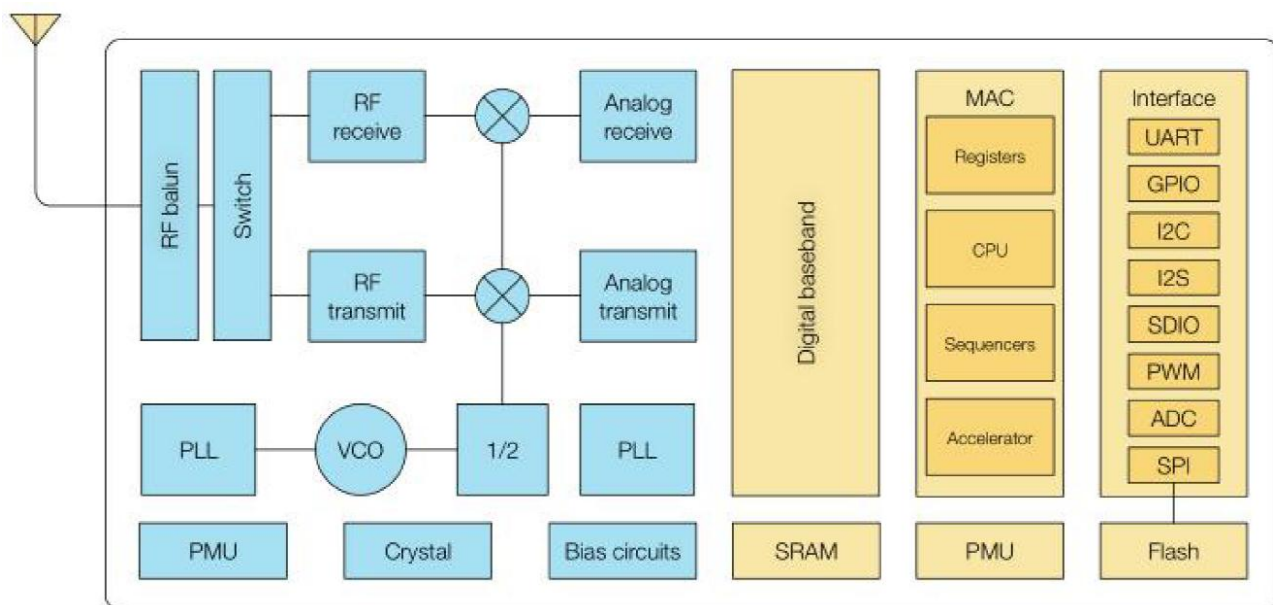 RF balun
Switch
RF
receive
Analog
receive
RF
transmit
Analog
transmit
PLL
VCO
1/2
PLL
PMU
Crystal
Bias circuits
Digital baseband
SRAM
MAC
Registers
CPU
Sequencers
Accelerator
PMU
Interface
UART
GPIO
I2C
I2S
SDIO
PWM
ADC
SPI
Flash